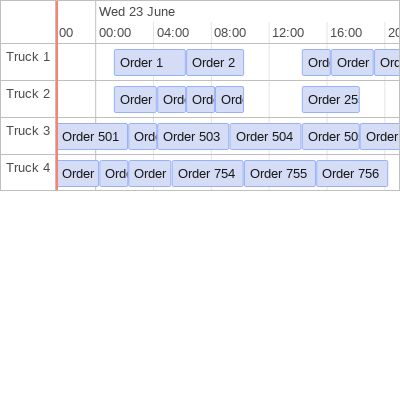 Wed 23 June
00 00:00 04:00 08:00 12:00 16:00 20
Truck 1 Order 1 Order 2 Ord Order Ord
Truck 2 Order Ord Ord Ord Order 25
Truck 3 Order 501 Ord Order 503 Order 504 Order 50 Order
Truck 4 Order Ord Order Order 754 Order 755 Order 756